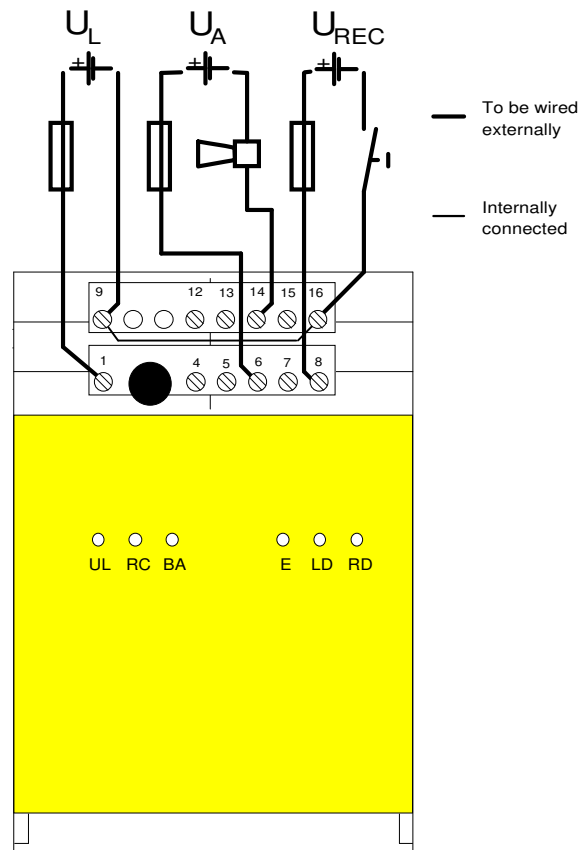 U_L U_A U_REC
+ + +
To be wired
externally
Internally
connected
9 12 13 14 15 16
1 4 5 6 7 8
UL RC BA E LD RD